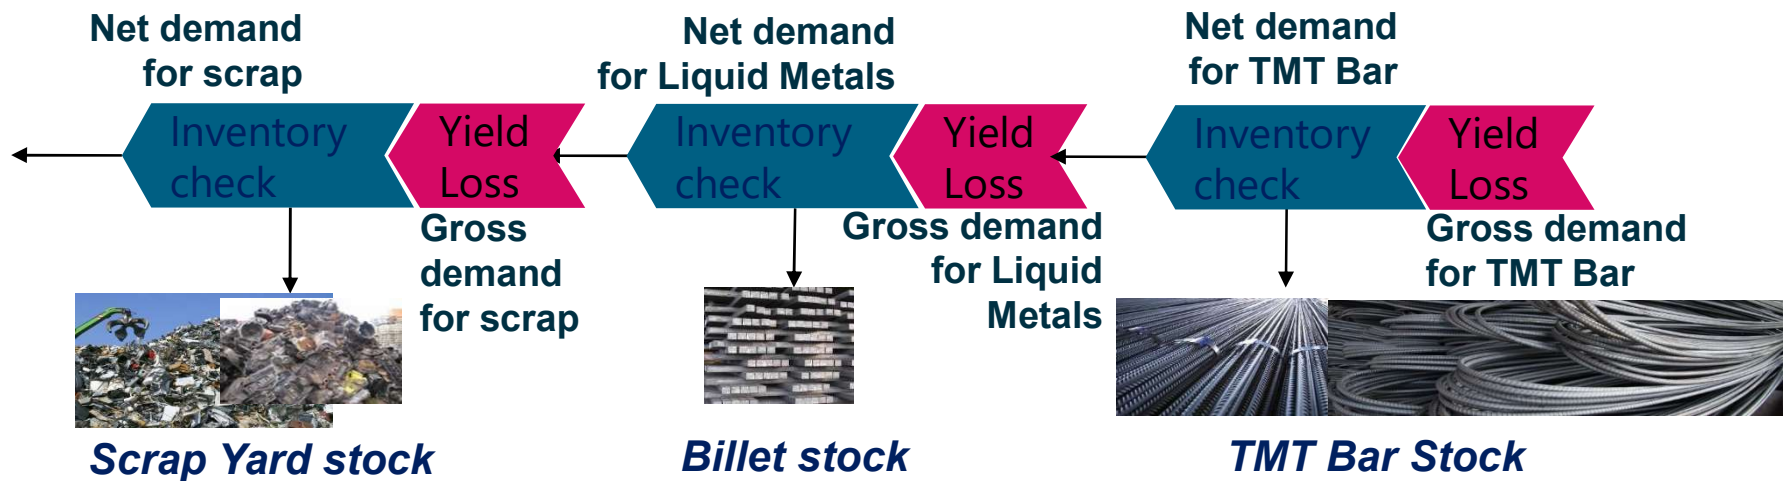 Net demand
for scrap
Inventory
check
Yield
Loss
Gross
demand
for scrap
Scrap Yard stock
Net demand
for Liquid Metals
Inventory
check
Yield
Loss
Gross demand
for Liquid
Metals
Billet stock
Net demand
for TMT Bar
Inventory
check
Yield
Loss
Gross demand
for TMT Bar
TMT Bar Stock